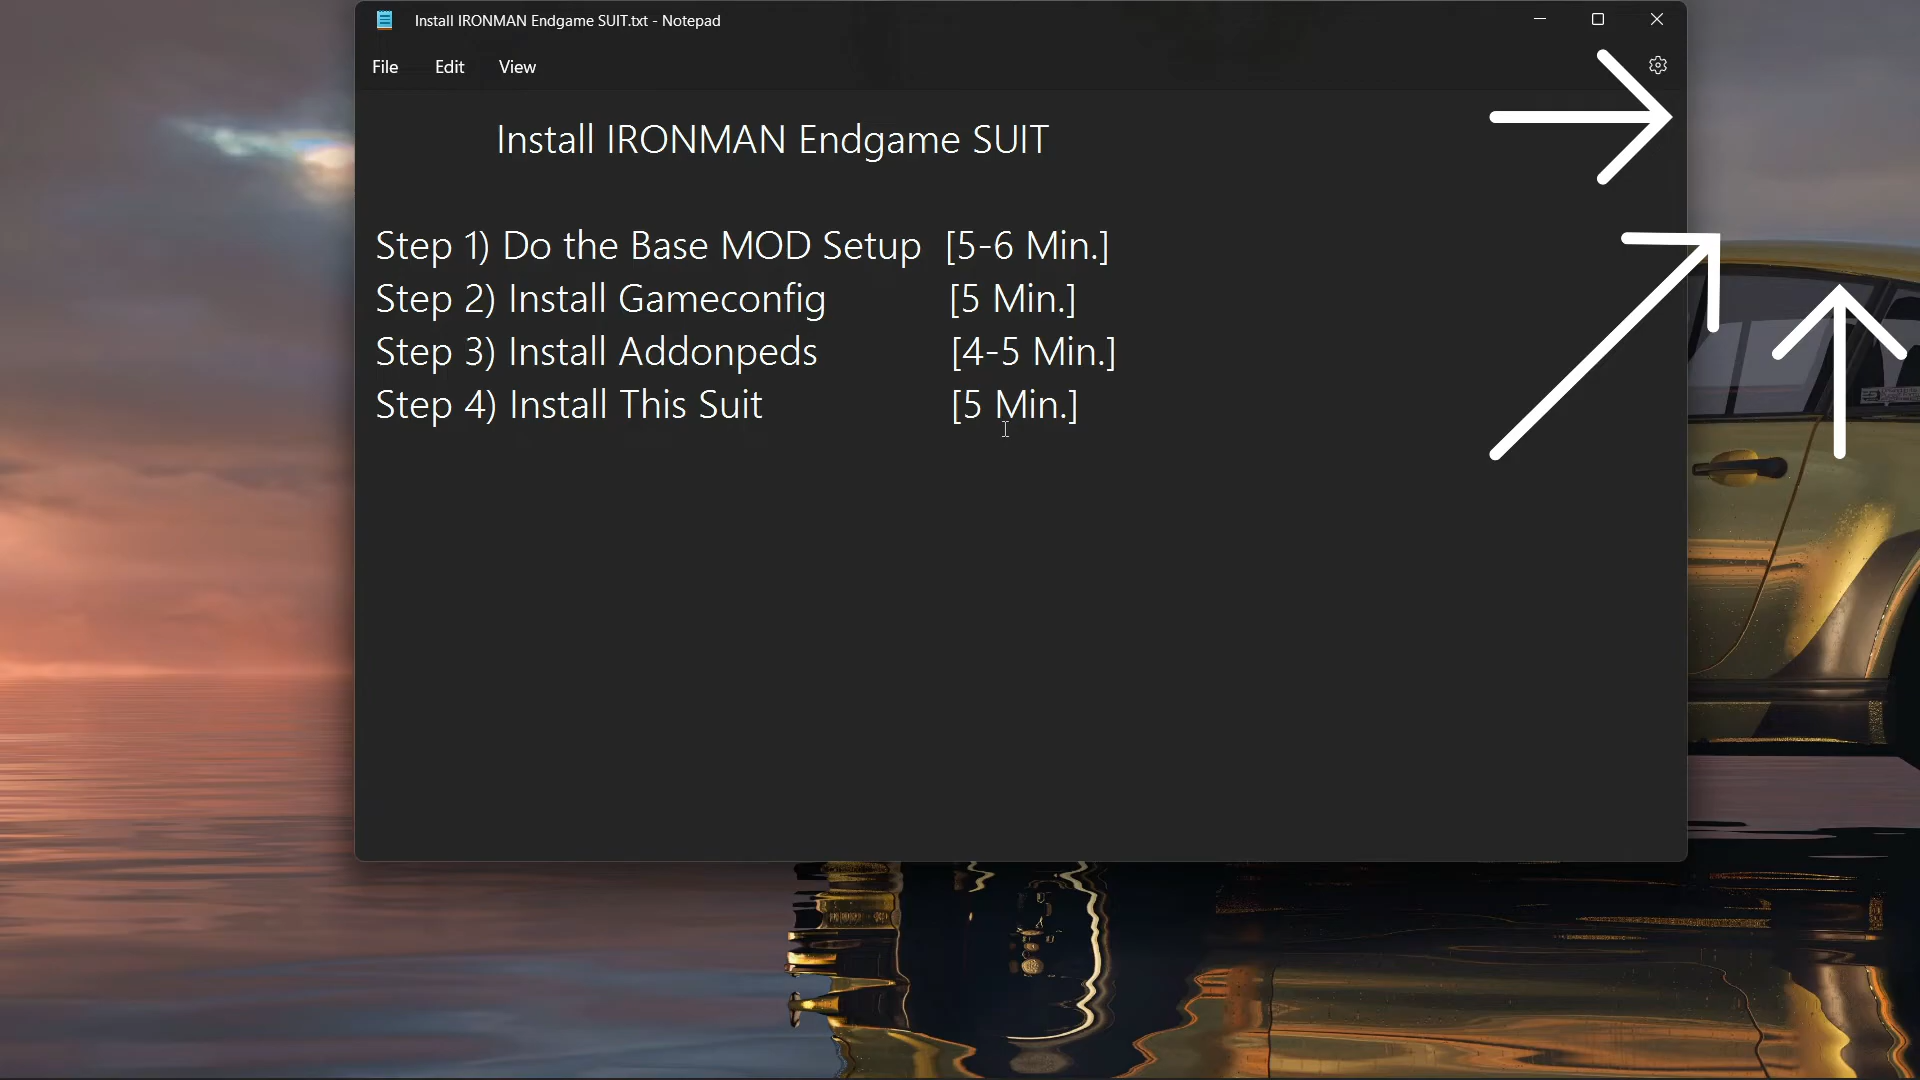 Install IRONMAN Endgame SUIT.txt - Notepad
File Edit View
Install IRONMAN Endgame SUIT
Step 1) Do the Base MOD Setup [5-6 Min.]
Step 2) Install Gameconfig [5 Min.]
Step 3) Install Addonpeds [4-5 Min.]
Step 4) Install This Suit [5 Min.]